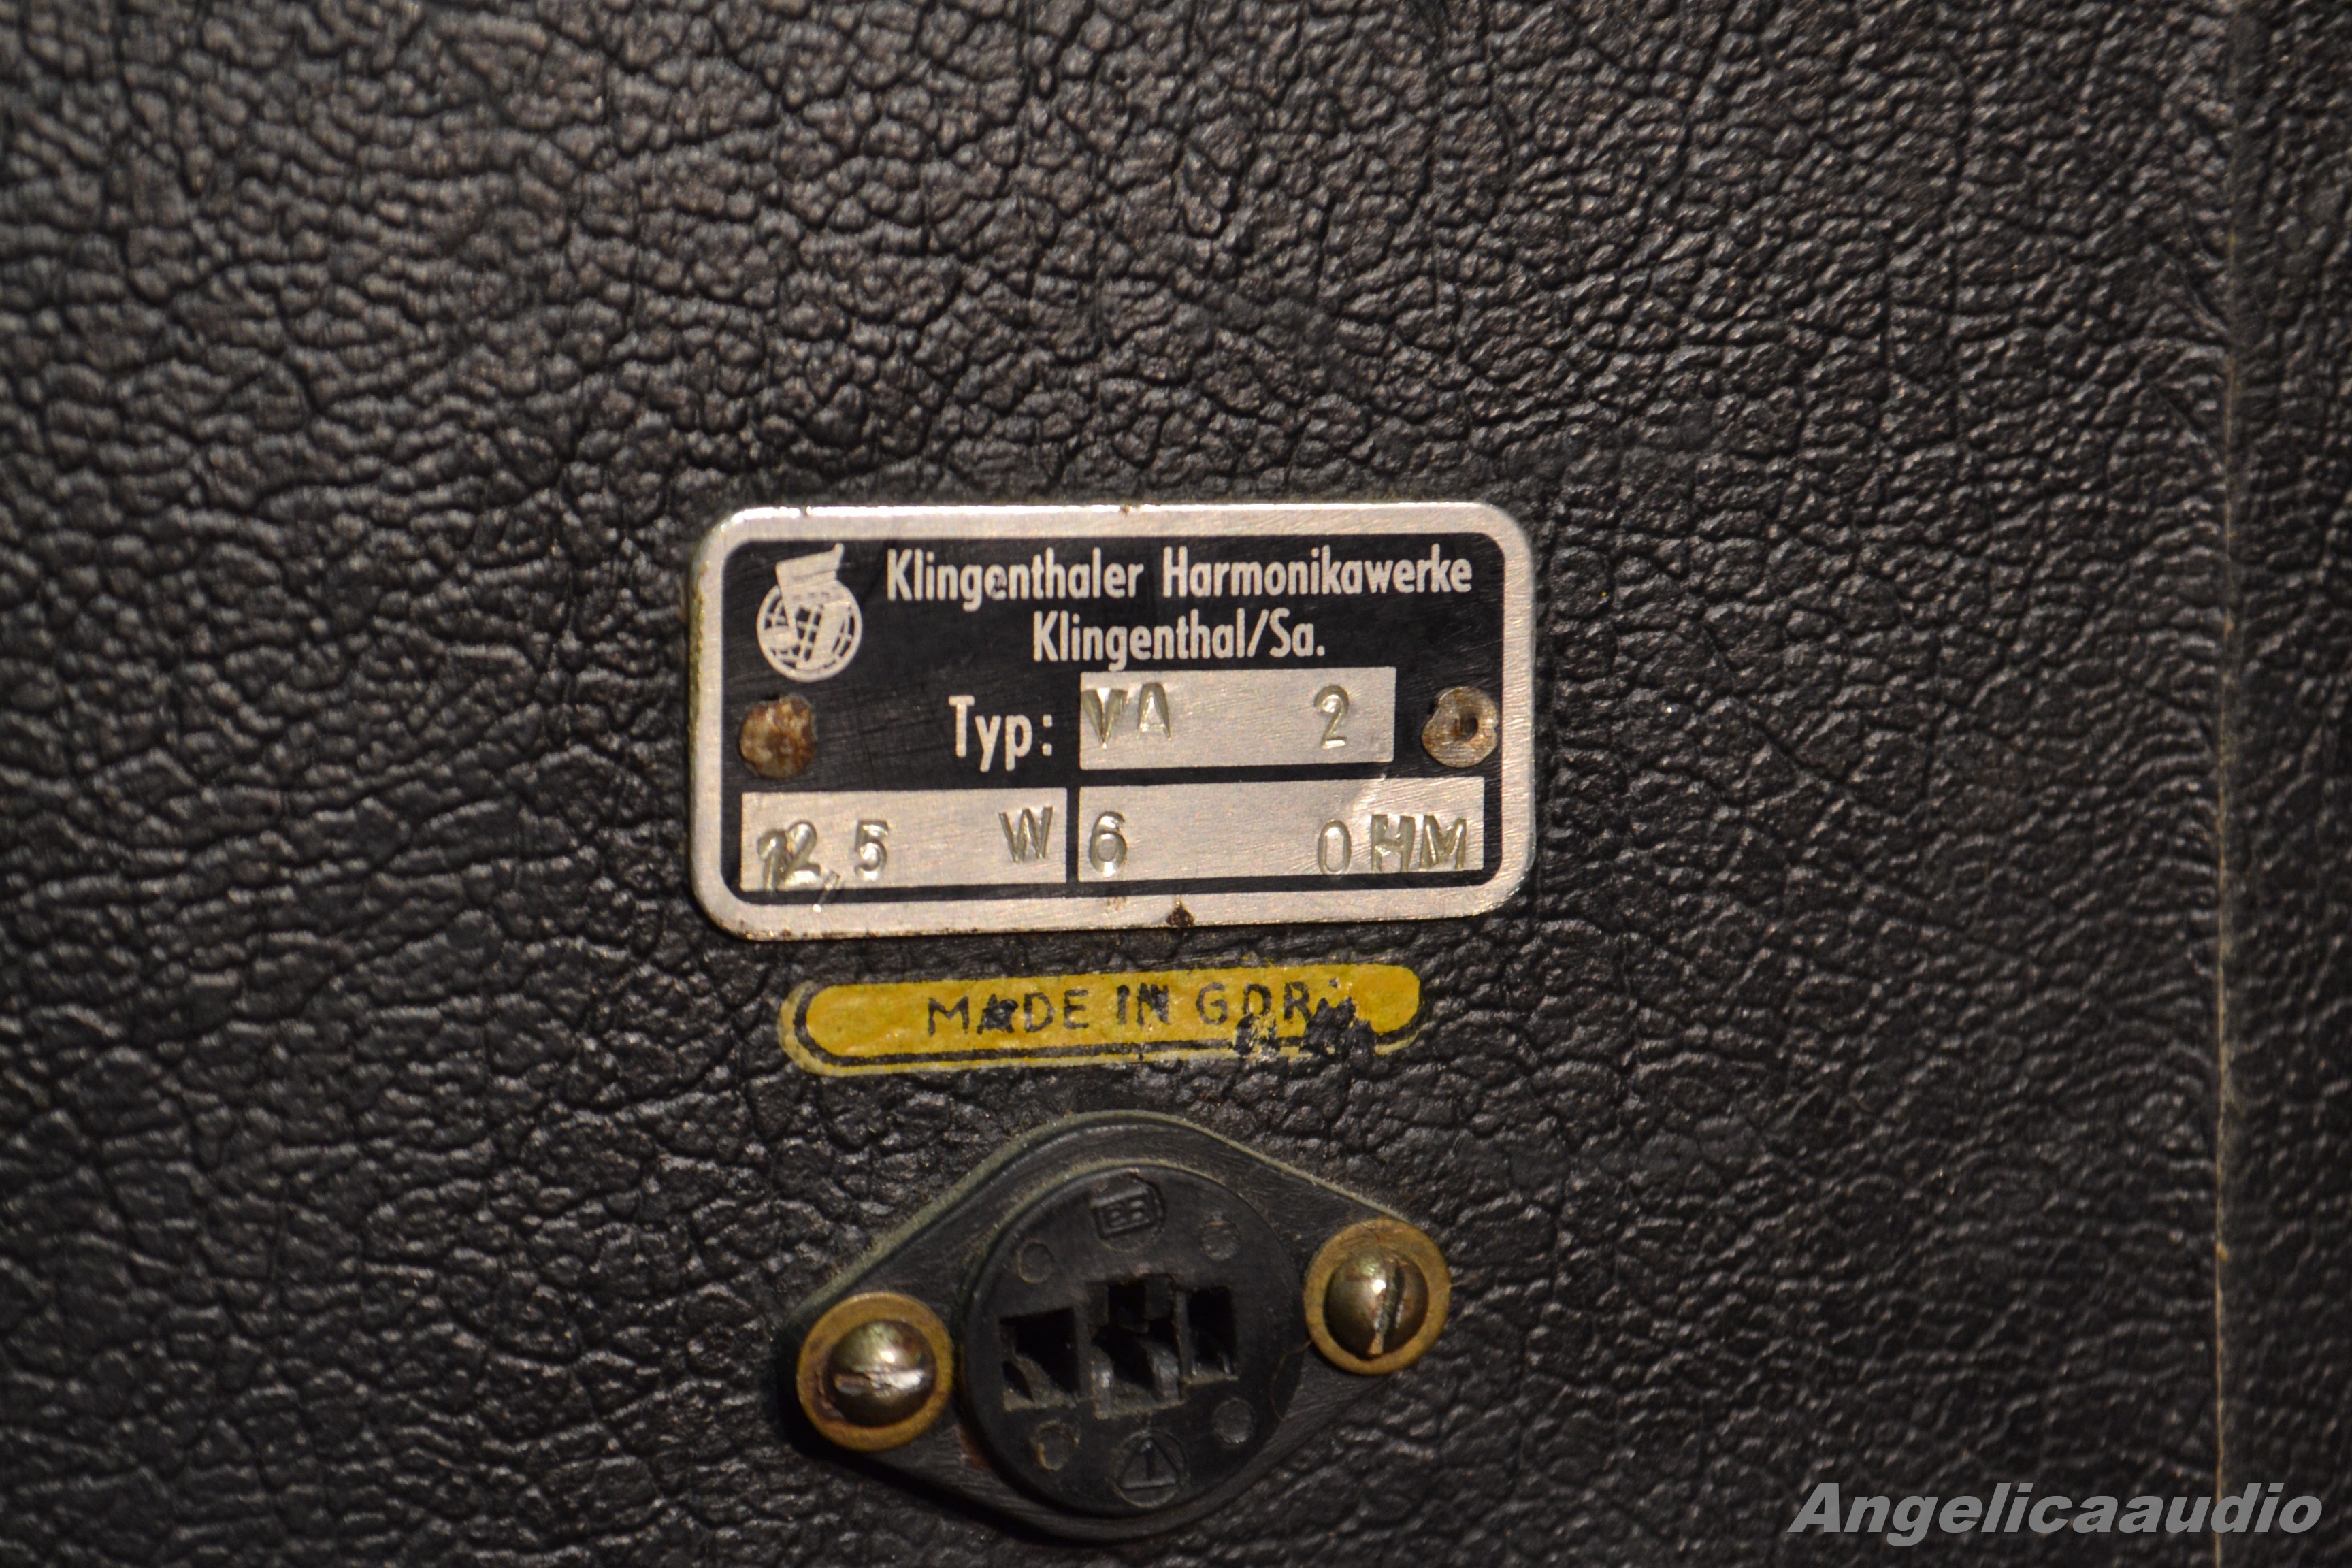 Klingenthaler Harmonikawerke
Klingenthal/Sa.
Typ: VA 2
12,5 W 6 OHM
MADE IN GDR
Angelicaaudio